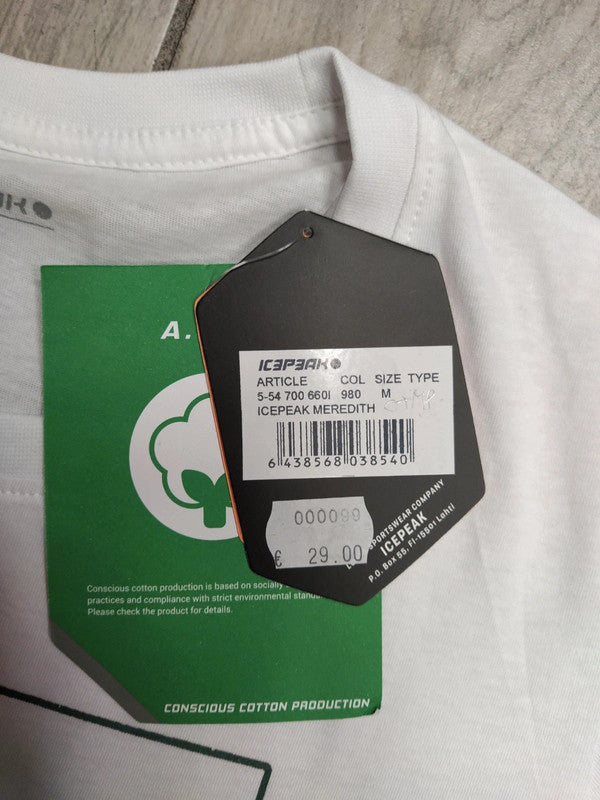 A.
ICEPEAK
ARTICLE COL SIZE TYPE
5-54 700 660I 980 M
ICEPEAK MEREDITH
6 438568 038540
000099
€ 29.00
SPORTSWEAR COMPANY
ICEPEAK
P.O. Box 55, FI-15501 Lahti
Conscious cotton production is based on socially
practices and compliance with strict environmental
Please check the product for details.
CONSCIOUS COTTON PRODUCTION